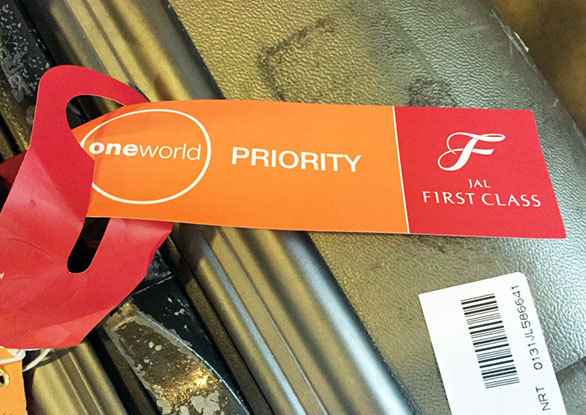 oneworld
PRIORITY
F
JAL
FIRST CLASS
NRT 0131JL586641